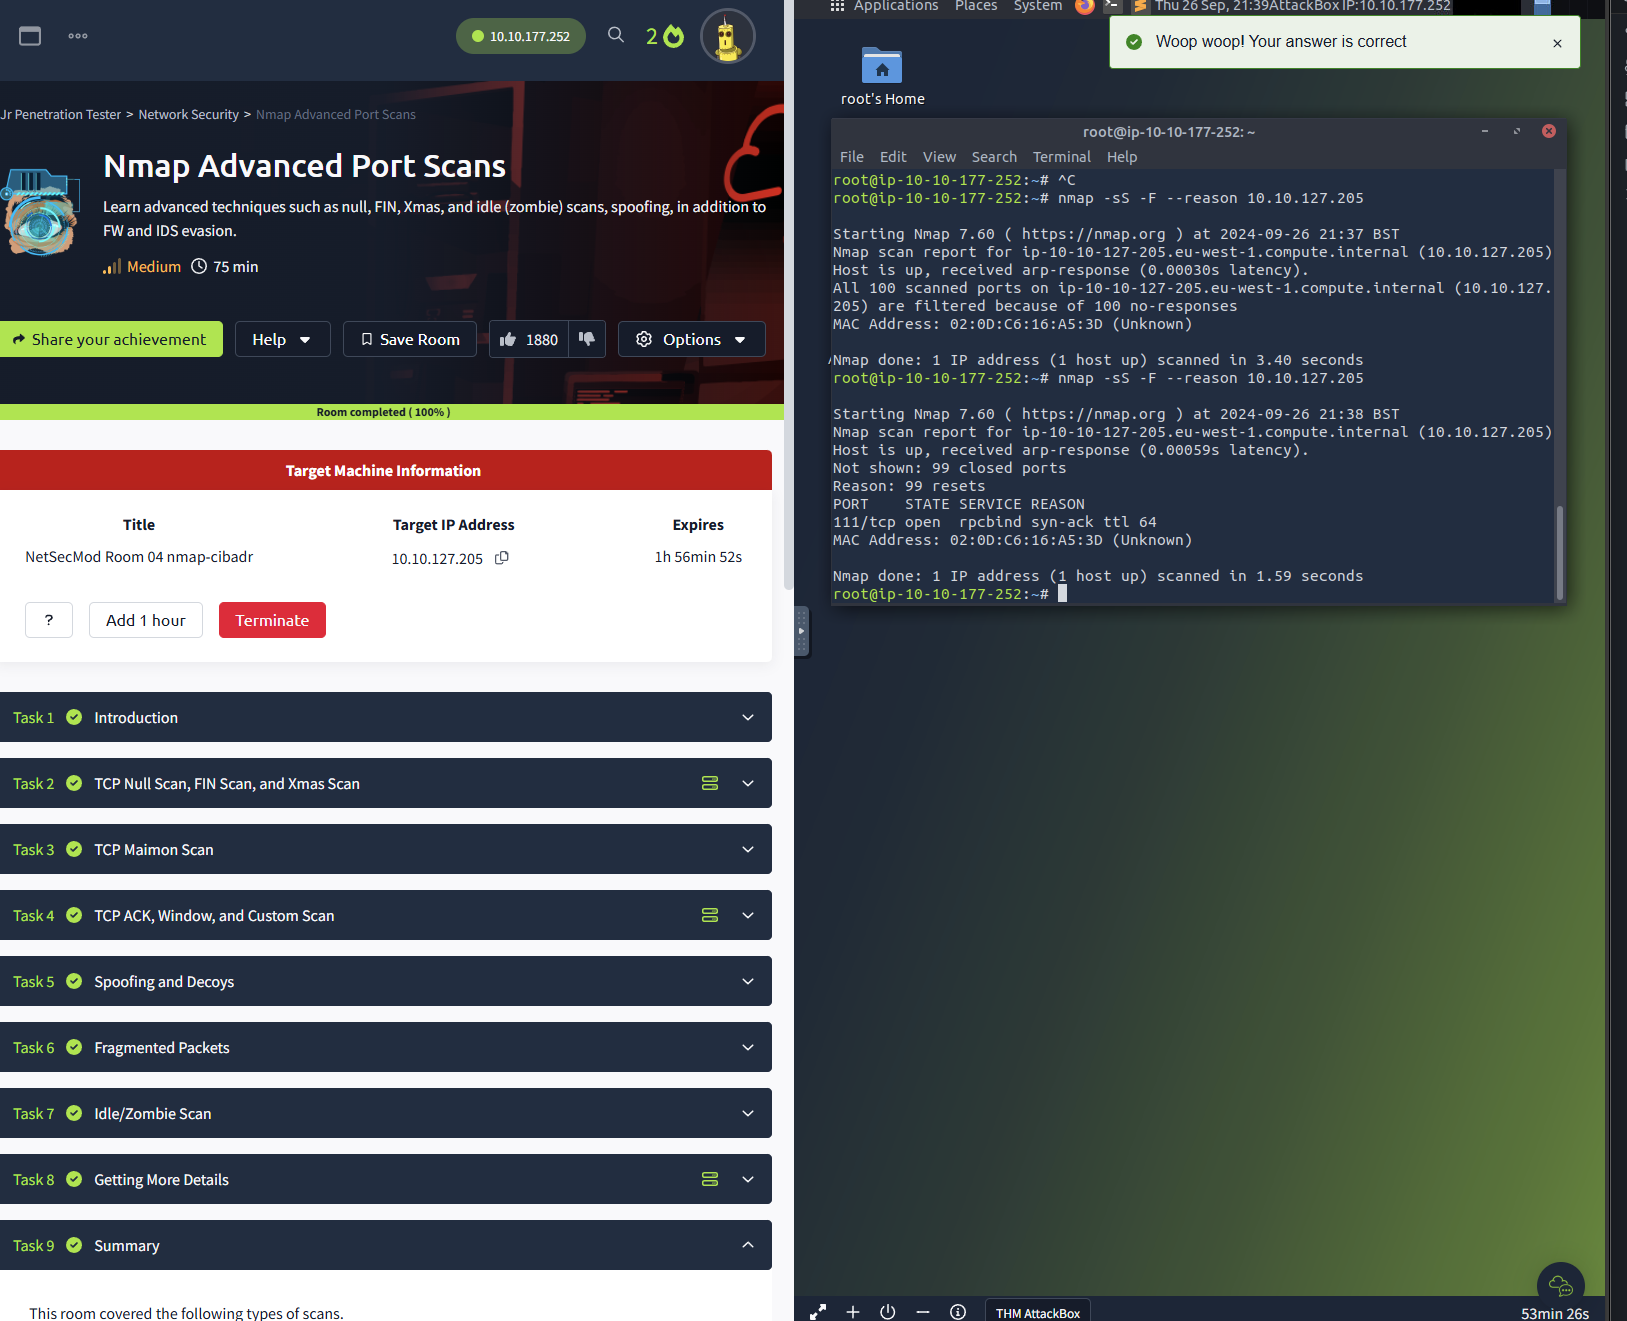 10.10.177.252
2
Jr Penetration Tester > Network Security > Nmap Advanced Port Scans
Nmap Advanced Port Scans
Learn advanced techniques such as null, FIN, Xmas, and idle (zombie) scans, spoofing, in addition to
FW and IDS evasion.
Medium 75 min
Share your achievement
Help
Save Room
1880
Options
Room completed ( 100% )
Target Machine Information
Title Target IP Address Expires
NetSecMod Room 04 nmap-cibadr 10.10.127.205 1h 56min 52s
? Add 1 hour Terminate
Task 1 Introduction
Task 2 TCP Null Scan, FIN Scan, and Xmas Scan
Task 3 TCP Maimon Scan
Task 4 TCP ACK, Window, and Custom Scan
Task 5 Spoofing and Decoys
Task 6 Fragmented Packets
Task 7 Idle/Zombie Scan
Task 8 Getting More Details
Task 9 Summary
This room covered the following types of scans.
Applications Places System Thu 26 Sep, 21:39 AttackBox IP:10.10.177.252
Woop woop! Your answer is correct
root's Home
root@ip-10-10-177-252: ~
File Edit View Search Terminal Help
root@ip-10-10-177-252:~# ^C
root@ip-10-10-177-252:~# nmap -sS -F --reason 10.10.127.205
Starting Nmap 7.60 ( https://nmap.org ) at 2024-09-26 21:37 BST
Nmap scan report for ip-10-10-127-205.eu-west-1.compute.internal (10.10.127.205)
Host is up, received arp-response (0.00030s latency).
All 100 scanned ports on ip-10-10-127-205.eu-west-1.compute.internal (10.10.127.
205) are filtered because of 100 no-responses
MAC Address: 02:0D:C6:16:A5:3D (Unknown)
Nmap done: 1 IP address (1 host up) scanned in 3.40 seconds
root@ip-10-10-177-252:~# nmap -sS -F --reason 10.10.127.205
Starting Nmap 7.60 ( https://nmap.org ) at 2024-09-26 21:38 BST
Nmap scan report for ip-10-10-127-205.eu-west-1.compute.internal (10.10.127.205)
Host is up, received arp-response (0.00059s latency).
Not shown: 99 closed ports
Reason: 99 resets
PORT    STATE SERVICE REASON
111/tcp open  rpcbind syn-ack ttl 64
MAC Address: 02:0D:C6:16:A5:3D (Unknown)
Nmap done: 1 IP address (1 host up) scanned in 1.59 seconds
root@ip-10-10-177-252:~#
THM AttackBox
53min 26s